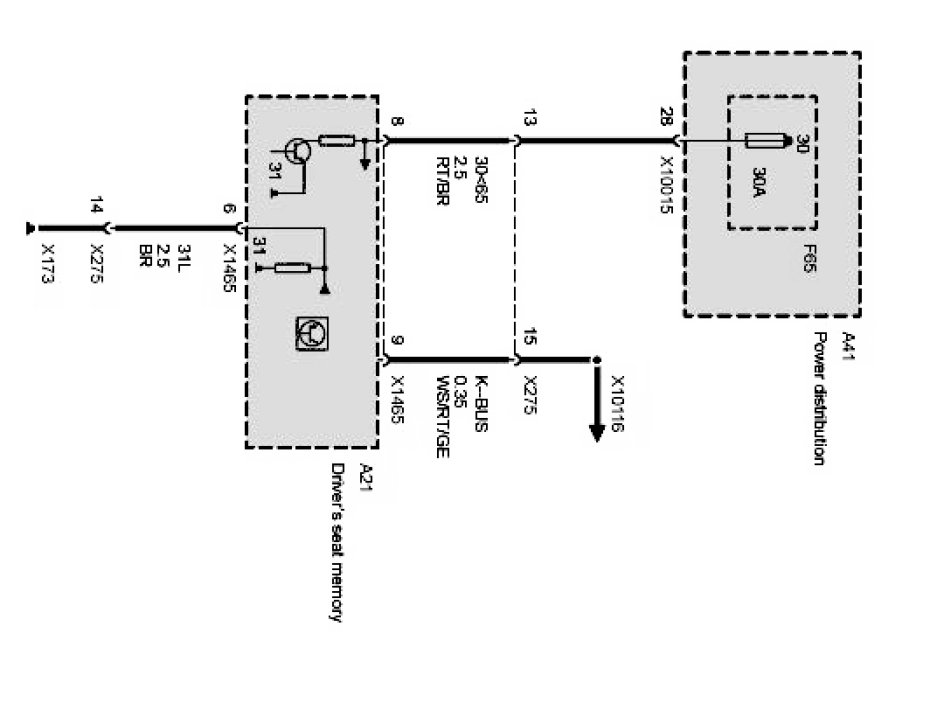 A41
Power distribution
30
30A
F65
28
X10015
13
30<65
2.5
RT/BR
8
X10116
15
X275
K-BUS
0.35
WS/RT/GE
9
X1465
A21
Driver's seat memory
31
31
6
X1465
31L
2.5
BR
14
X275
X173